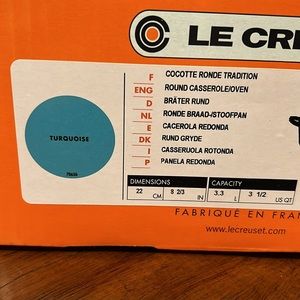 LE CRE
F COCOTTE RONDE TRADITION
ENG ROUND CASSEROLE/OVEN
D BRÄTER RUND
NL RONDE BRAAD-/STOOFPAN
E CACEROLA REDONDA
DK RUND GRYDE
I CASSERUOLA ROTONDA
P PANELA REDONDA
TURQUOISE
DIMENSIONS CAPACITY
22 CM. 8 2/3 IN 3.3 L 3 1/2 US QT
FABRIQUÉ EN FRAN
www.lecreuset.com